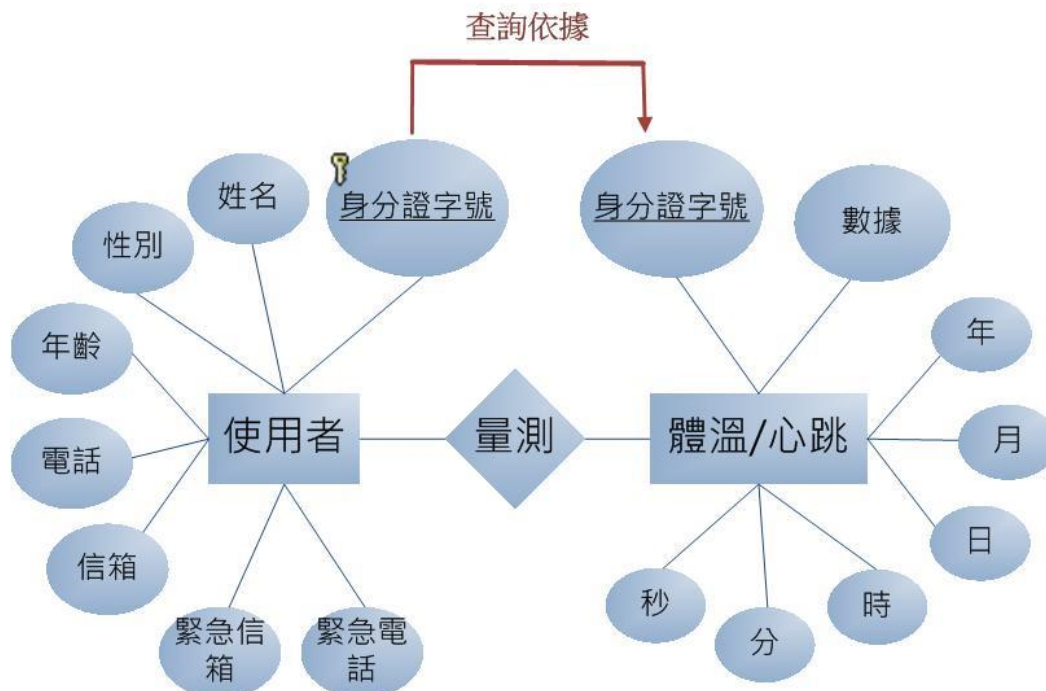 查詢依據
姓名
身分證字號
身分證字號
數據
性別
年齡
年
使用者
量測
體溫/心跳
電話
月
信箱
日
秒
分
時
緊急信
箱
緊急電
話